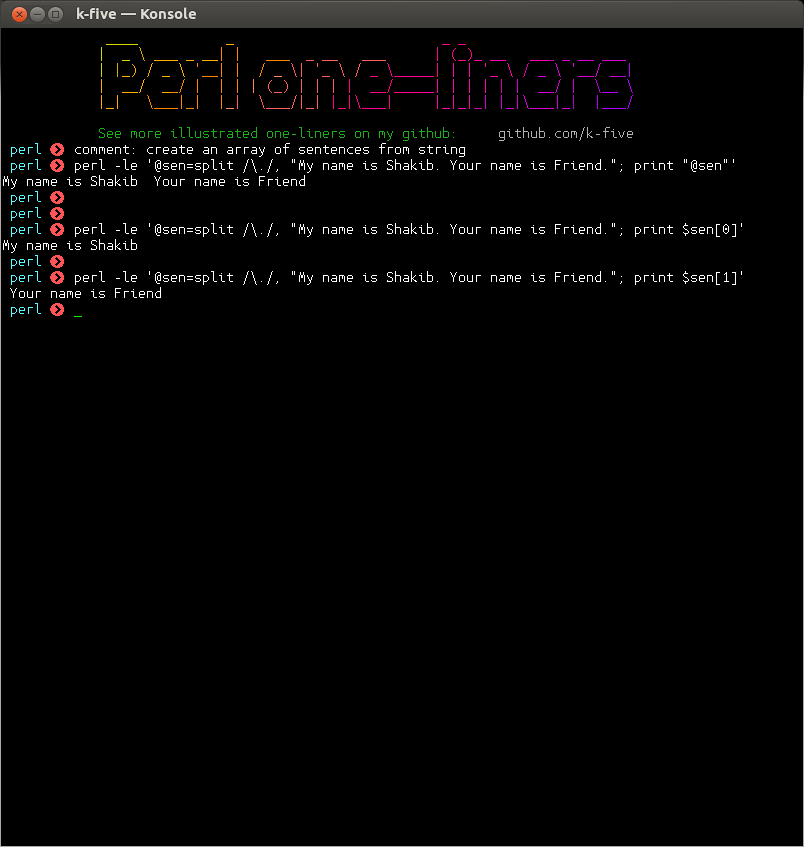 k-five — Konsole
Perl one-liners
See more illustrated one-liners on my github: github.com/k-five
perl comment: create an array of sentences from string
perl perl -le '@sen=split /\./, "My name is Shakib. Your name is Friend."; print "@sen"'
My name is Shakib  Your name is Friend
perl
perl
perl perl -le '@sen=split /\./, "My name is Shakib. Your name is Friend."; print $sen[0]'
My name is Shakib
perl
perl perl -le '@sen=split /\./, "My name is Shakib. Your name is Friend."; print $sen[1]'
 Your name is Friend
perl _